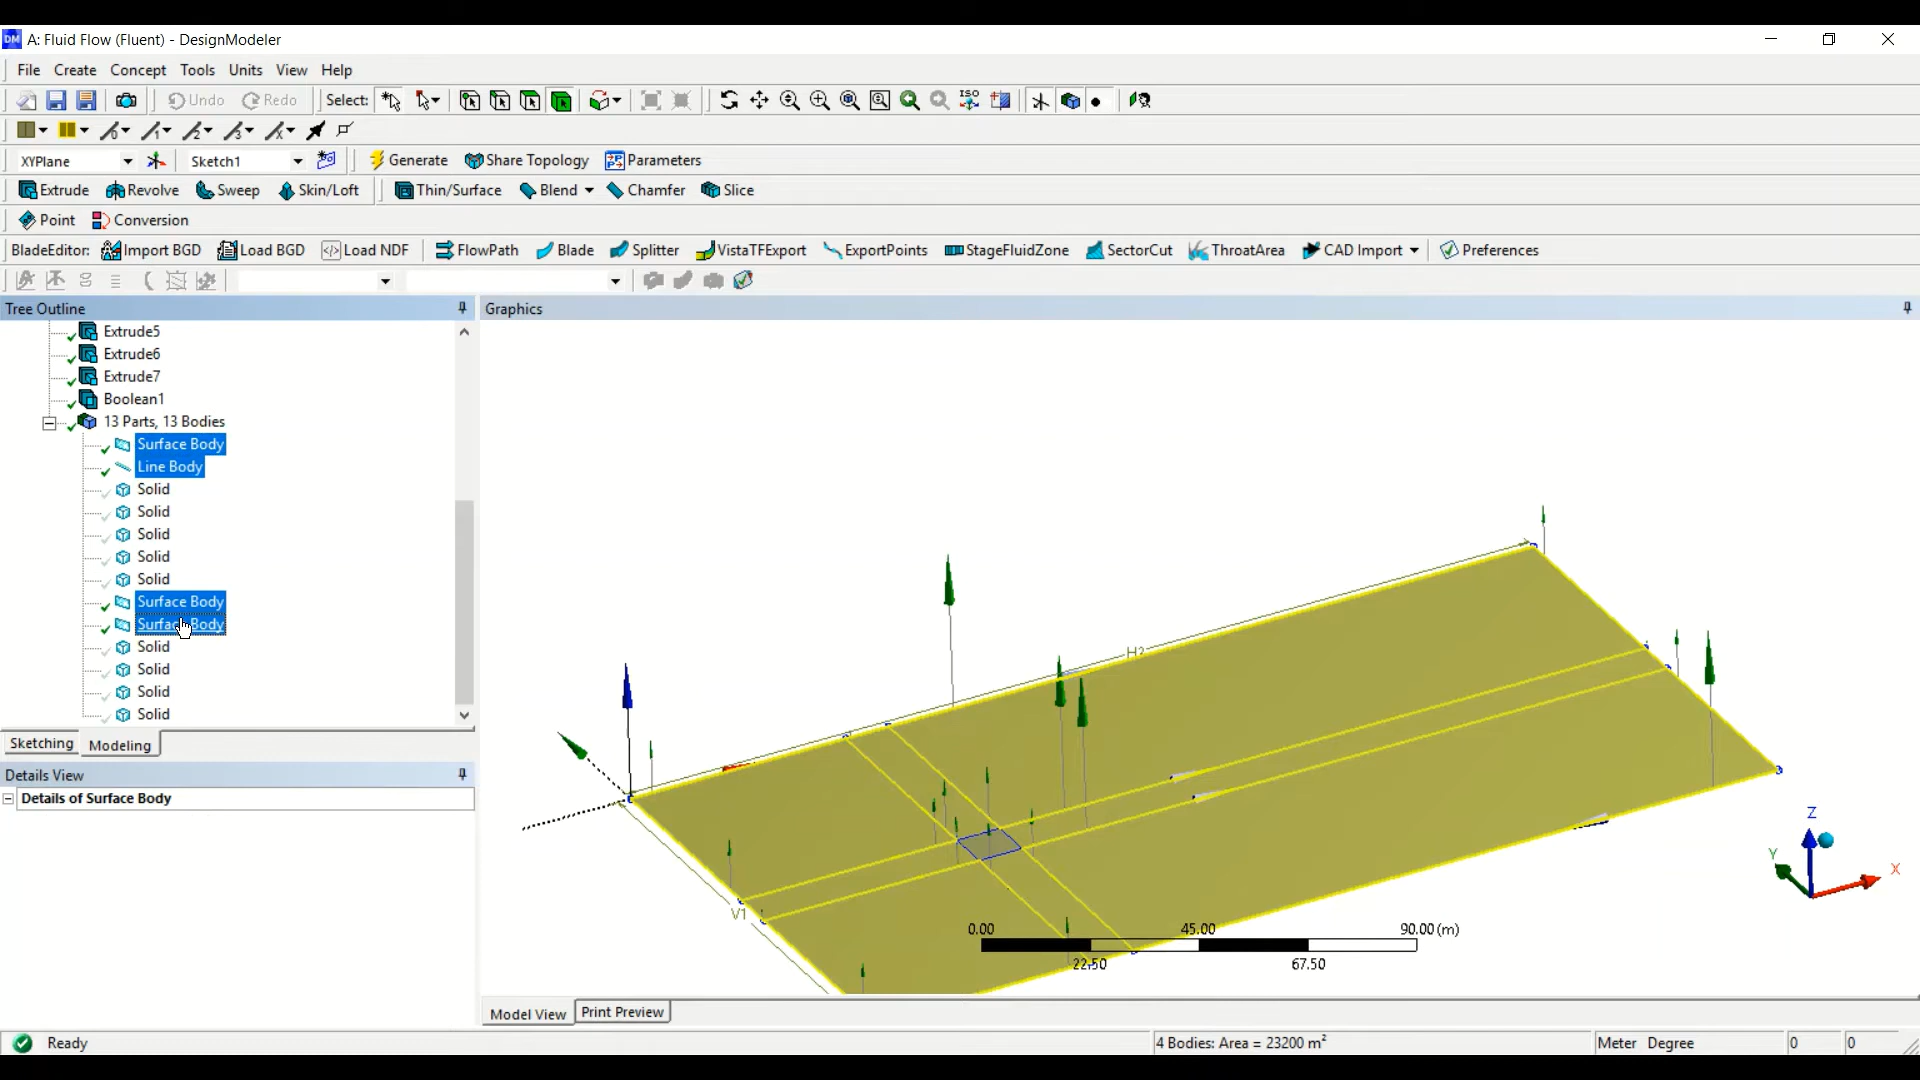 DM A: Fluid Flow (Fluent) - DesignModeler
File Create Concept Tools Units View Help
Undo Redo Select: ISO
XYPlane Sketch1 Generate Share Topology Parameters
Extrude Revolve Sweep Skin/Loft Thin/Surface Blend Chamfer Slice
Point Conversion
BladeEditor: Import BGD Load BGD Load NDF FlowPath Blade Splitter VistaTFExport ExportPoints StageFluidZone SectorCut ThroatArea CAD Import Preferences
Tree Outline
Graphics
Extrude5
Extrude6
Extrude7
Boolean1
13 Parts, 13 Bodies
Surface Body
Line Body
Solid
Solid
Solid
Solid
Solid
Surface Body
Surface Body
Solid
Solid
Solid
Solid
Sketching Modeling
Details View
Details of Surface Body
H2
V1
0.00 45.00 90.00 (m)
22.50 67.50
Z
Y
X
Model View Print Preview
Ready
4 Bodies: Area = 23200 m²
Meter Degree 0 0